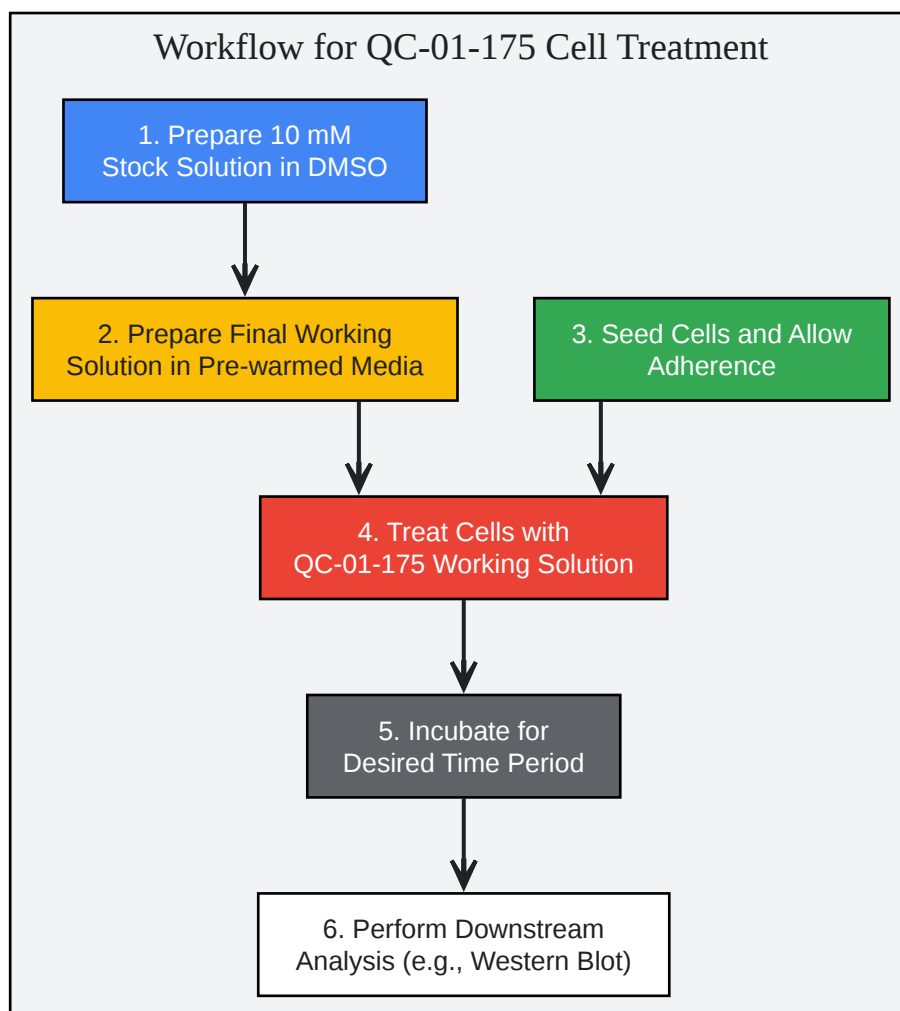 Workflow for QC-01-175 Cell Treatment
1. Prepare 10 mM
Stock Solution in DMSO
2. Prepare Final Working
Solution in Pre-warmed Media
3. Seed Cells and Allow
Adherence
4. Treat Cells with
QC-01-175 Working Solution
5. Incubate for
Desired Time Period
6. Perform Downstream
Analysis (e.g., Western Blot)